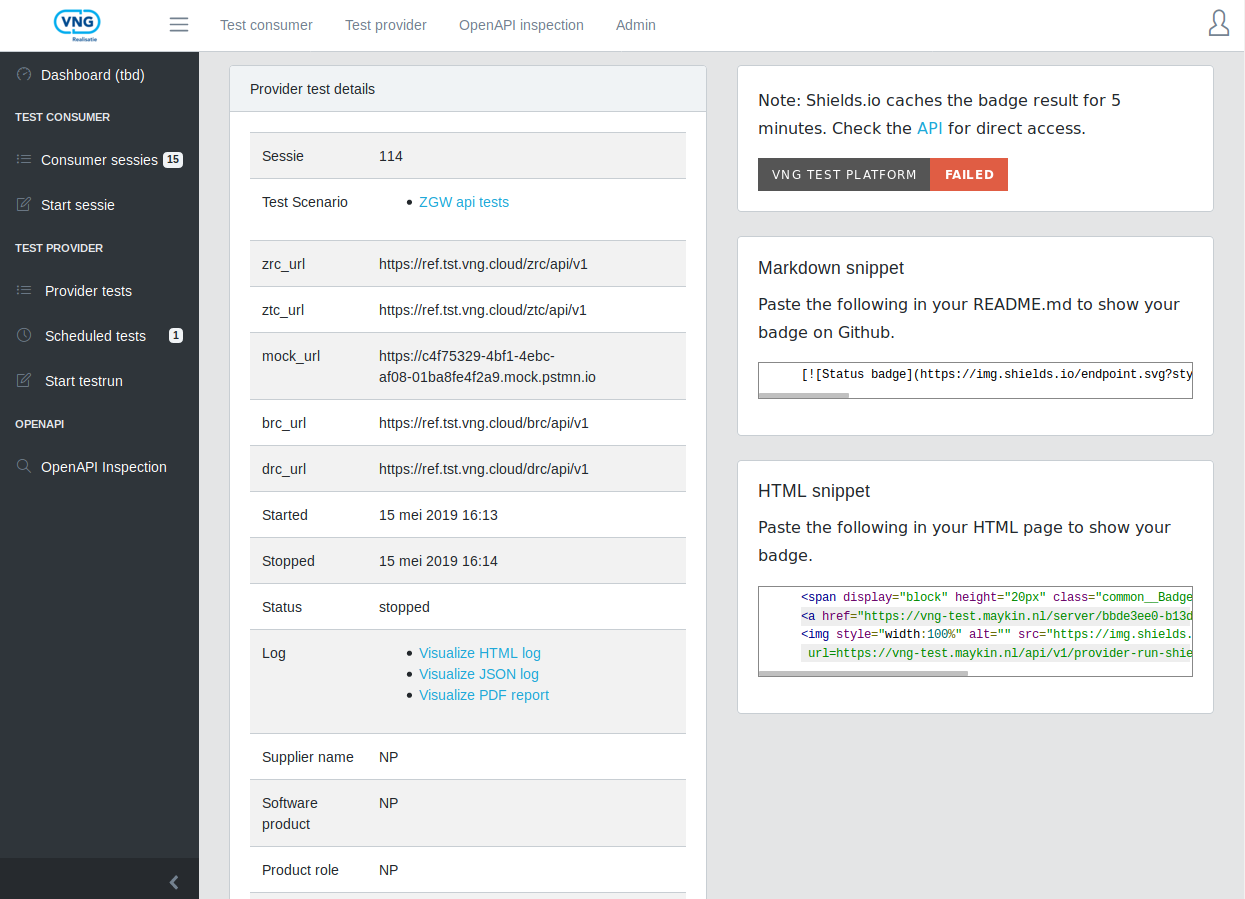 VNG
Realisatie
Test consumer Test provider OpenAPI inspection Admin
Dashboard (tbd)
TEST CONSUMER
Consumer sessies 15
Start sessie
TEST PROVIDER
Provider tests
Scheduled tests 1
Start testrun
OPENAPI
OpenAPI Inspection
Provider test details
Sessie 114
Test Scenario • ZGW api tests
zrc_url https://ref.tst.vng.cloud/zrc/api/v1
ztc_url https://ref.tst.vng.cloud/ztc/api/v1
mock_url https://c4f75329-4bf1-4ebc-
af08-01ba8fe4f2a9.mock.pstmn.io
brc_url https://ref.tst.vng.cloud/brc/api/v1
drc_url https://ref.tst.vng.cloud/drc/api/v1
Started 15 mei 2019 16:13
Stopped 15 mei 2019 16:14
Status stopped
Log • Visualize HTML log
• Visualize JSON log
• Visualize PDF report
Supplier name NP
Software
product NP
Product role NP
Note: Shields.io caches the badge result for 5
minutes. Check the API for direct access.
VNG TEST PLATFORM FAILED
Markdown snippet
Paste the following in your README.md to show your
badge on Github.
[![Status badge](https://img.shields.io/endpoint.svg?sty
HTML snippet
Paste the following in your HTML page to show your
badge.
<span display="block" height="20px" class="common__Badge
<a href="https://vng-test.maykin.nl/server/bbde3ee0-b13d
<img style="width:100%" alt="" src="https://img.shields.
url=https://vng-test.maykin.nl/api/v1/provider-run-shie